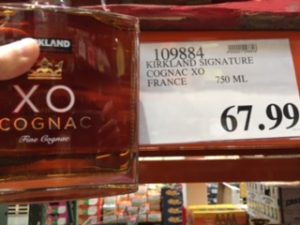 KIRKLAND
XO
COGNAC
Fine Cognac
109884
KIRKLAND SIGNATURE
COGNAC XO
FRANCE 750 ML
67.99